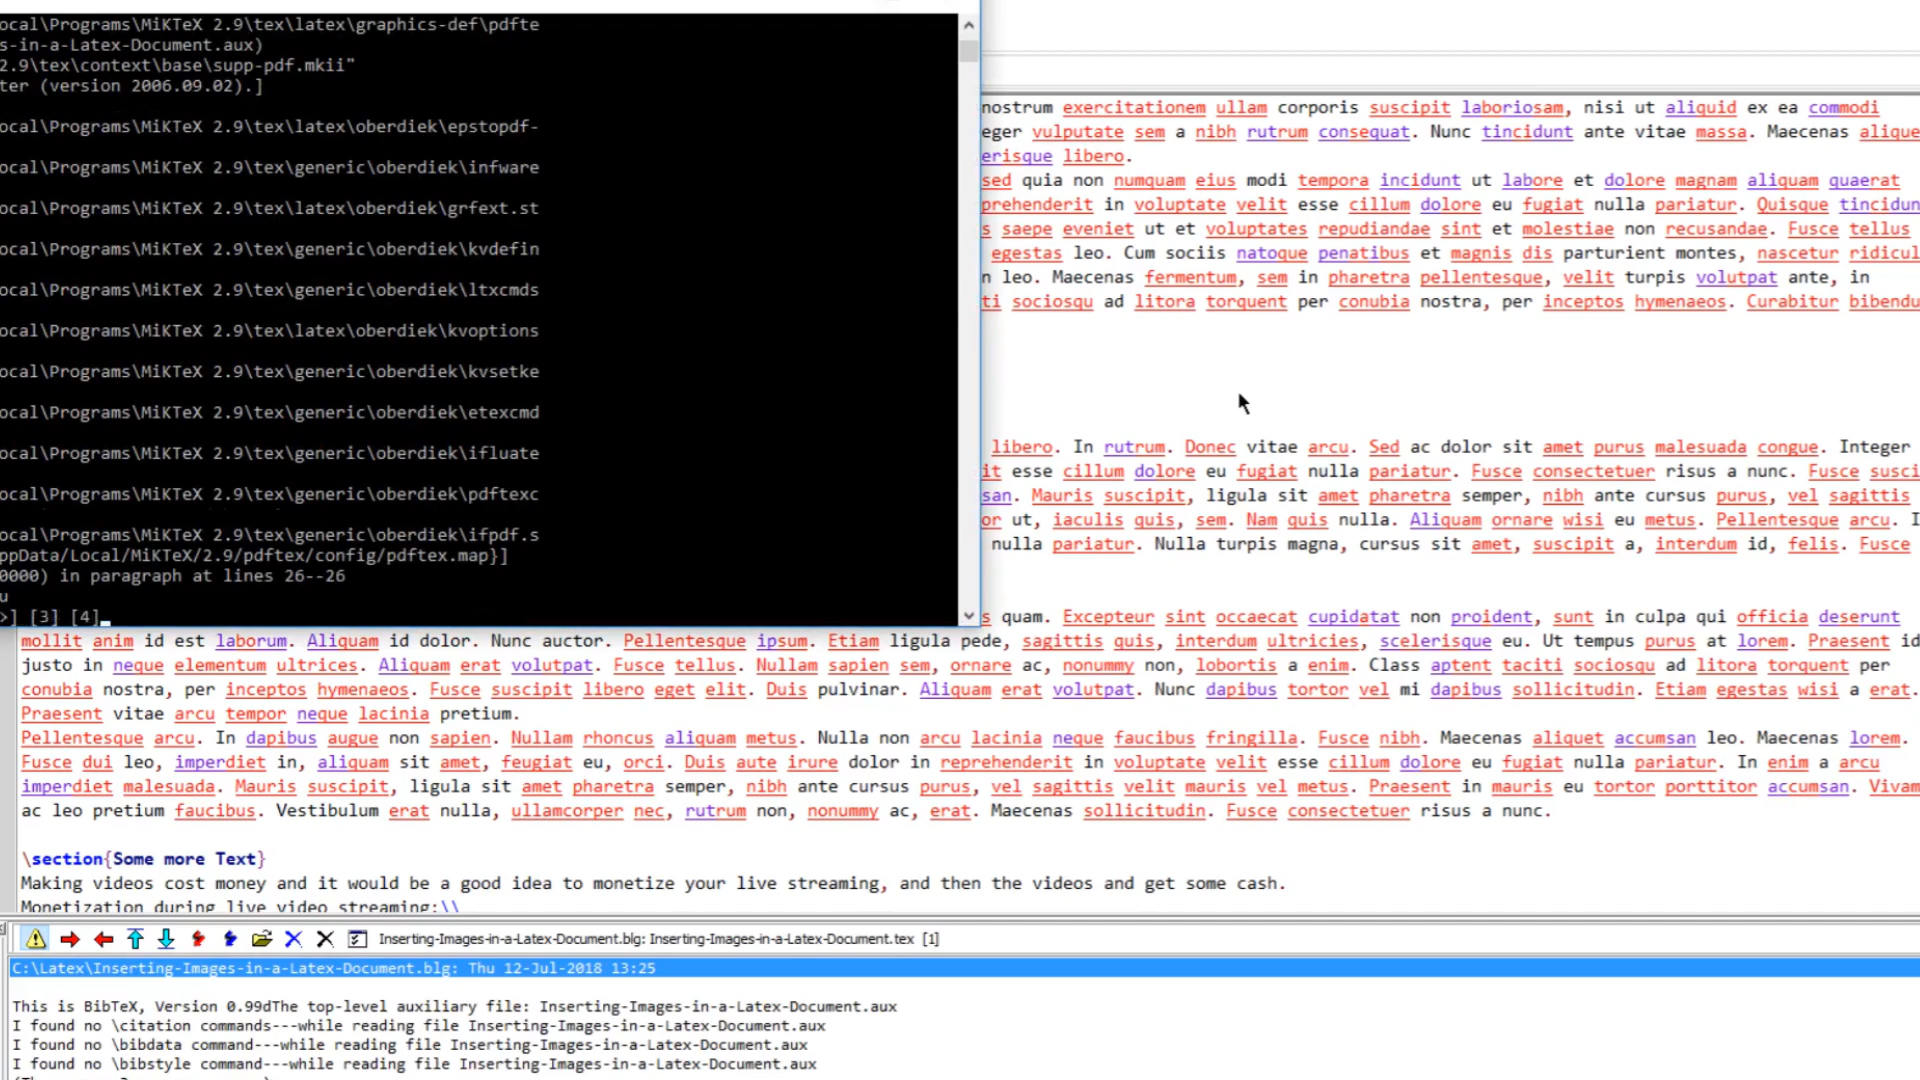 ocal\Programs\MiKTeX 2.9\tex\latex\graphics-def\pdfte
s-in-a-Latex-Document.aux)
2.9\tex\context\base\supp-pdf.mkii"
ter (version 2006.09.02).]
ocal\Programs\MiKTeX 2.9\tex\latex\oberdiek\epstopdf-
ocal\Programs\MiKTeX 2.9\tex\generic\oberdiek\infware
ocal\Programs\MiKTeX 2.9\tex\latex\oberdiek\grfext.st
ocal\Programs\MiKTeX 2.9\tex\generic\oberdiek\kvdefin
ocal\Programs\MiKTeX 2.9\tex\generic\oberdiek\ltxcmds
ocal\Programs\MiKTeX 2.9\tex\latex\oberdiek\kvoptions
ocal\Programs\MiKTeX 2.9\tex\generic\oberdiek\kvsetke
ocal\Programs\MiKTeX 2.9\tex\generic\oberdiek\etexcmd
ocal\Programs\MiKTeX 2.9\tex\generic\oberdiek\ifluate
ocal\Programs\MiKTeX 2.9\tex\generic\oberdiek\pdftexc
ocal\Programs\MiKTeX 2.9\tex\generic\oberdiek\ifpdf.s
ppData/Local/MiKTeX/2.9/pdftex/config/pdftex.map}]
0000) in paragraph at lines 26--26
u
>] [3] [4]
nostrum exercitationem ullam corporis suscipit laboriosam, nisi ut aliquid ex ea commodi
eger vulputate sem a nibh rutrum consequat. Nunc tincidunt ante vitae massa. Maecenas alique
erisque libero.
sed quia non numquam eius modi tempora incidunt ut labore et dolore magnam aliquam quaerat
prehenderit in voluptate velit esse cillum dolore eu fugiat nulla pariatur. Quisque tincidun
s saepe eveniet ut et voluptates repudiandae sint et molestiae non recusandae. Fusce tellus
egestas leo. Cum sociis natoque penatibus et magnis dis parturient montes, nascetur ridicul
n leo. Maecenas fermentum, sem in pharetra pellentesque, velit turpis volutpat ante, in
ti sociosqu ad litora torquent per conubia nostra, per inceptos hymenaeos. Curabitur bibendu
libero. In rutrum. Donec vitae arcu. Sed ac dolor sit amet purus malesuada congue. Integer
it esse cillum dolore eu fugiat nulla pariatur. Fusce consectetuer risus a nunc. Fusce susci
san. Mauris suscipit, ligula sit amet pharetra semper, nibh ante cursus purus, vel sagittis
or ut, iaculis quis, sem. Nam quis nulla. Aliquam ornare wisi eu metus. Pellentesque arcu. I
nulla pariatur. Nulla turpis magna, cursus sit amet, suscipit a, interdum id, felis. Fusce
s quam. Excepteur sint occaecat cupidatat non proident, sunt in culpa qui officia deserunt
mollit anim id est laborum. Aliquam id dolor. Nunc auctor. Pellentesque ipsum. Etiam ligula pede, sagittis quis, interdum ultricies, scelerisque eu. Ut tempus purus at lorem. Praesent id
justo in neque elementum ultrices. Aliquam erat volutpat. Fusce tellus. Nullam sapien sem, ornare ac, nonummy non, lobortis a enim. Class aptent taciti sociosqu ad litora torquent per
conubia nostra, per inceptos hymenaeos. Fusce suscipit libero eget elit. Duis pulvinar. Aliquam erat volutpat. Nunc dapibus tortor vel mi dapibus sollicitudin. Etiam egestas wisi a erat.
Praesent vitae arcu tempor neque lacinia pretium.
Pellentesque arcu. In dapibus augue non sapien. Nullam rhoncus aliquam metus. Nulla non arcu lacinia neque faucibus fringilla. Fusce nibh. Maecenas aliquet accumsan leo. Maecenas lorem.
Fusce dui leo, imperdiet in, aliquam sit amet, feugiat eu, orci. Duis aute irure dolor in reprehenderit in voluptate velit esse cillum dolore eu fugiat nulla pariatur. In enim a arcu
imperdiet malesuada. Mauris suscipit, ligula sit amet pharetra semper, nibh ante cursus purus, vel sagittis velit mauris vel metus. Praesent in mauris eu tortor porttitor accumsan. Vivam
ac leo pretium faucibus. Vestibulum erat nulla, ullamcorper nec, rutrum non, nonummy ac, erat. Maecenas sollicitudin. Fusce consectetuer risus a nunc.
\section{Some more Text}
Making videos cost money and it would be a good idea to monetize your live streaming, and then the videos and get some cash.
Monetization during live video streaming:\\
Inserting-Images-in-a-Latex-Document.blg: Inserting-Images-in-a-Latex-Document.tex [1]
C:\Latex\Inserting-Images-in-a-Latex-Document.blg: Thu 12-Jul-2018 13:25
This is BibTeX, Version 0.99dThe top-level auxiliary file: Inserting-Images-in-a-Latex-Document.aux
I found no \citation commands---while reading file Inserting-Images-in-a-Latex-Document.aux
I found no \bibdata command---while reading file Inserting-Images-in-a-Latex-Document.aux
I found no \bibstyle command---while reading file Inserting-Images-in-a-Latex-Document.aux